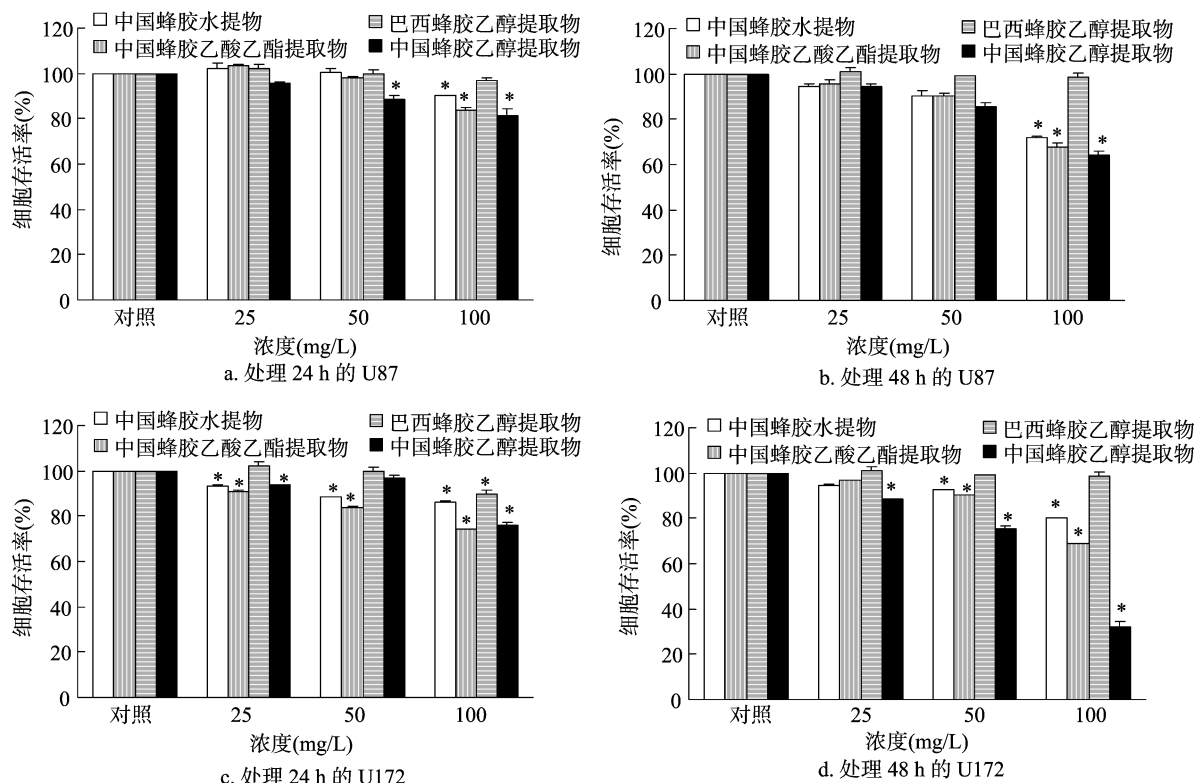 中国蜂胶水提物 巴西蜂胶乙醇提取物
中国蜂胶乙酸乙酯提取物 中国蜂胶乙醇提取物
细胞存活率(%)
120
100
80
60
40
20
0
* * * *
对照 25 50 100
浓度(mg/L)
a. 处理 24 h 的 U87
中国蜂胶水提物 巴西蜂胶乙醇提取物
中国蜂胶乙酸乙酯提取物 中国蜂胶乙醇提取物
细胞存活率(%)
120
100
80
60
40
20
0
* * *
对照 25 50 100
浓度(mg/L)
b. 处理 48 h 的 U87
中国蜂胶水提物 巴西蜂胶乙醇提取物
中国蜂胶乙酸乙酯提取物 中国蜂胶乙醇提取物
细胞存活率(%)
120
100
80
60
40
20
0
* * * * * * * * *
对照 25 50 100
浓度(mg/L)
c. 处理 24 h 的 U172
中国蜂胶水提物 巴西蜂胶乙醇提取物
中国蜂胶乙酸乙酯提取物 中国蜂胶乙醇提取物
细胞存活率(%)
120
100
80
60
40
20
0
* * * * * * *
对照 25 50 100
浓度(mg/L)
d. 处理 48 h 的 U172